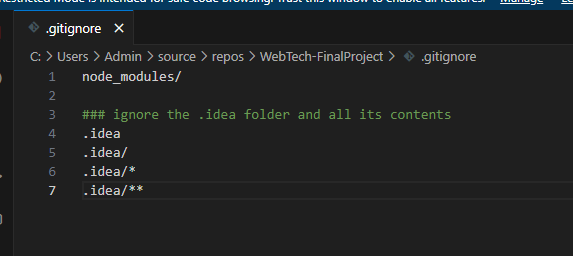 Restricted Mode is intended for safe code browsing. Trust this window to enable all features. Manage
.gitignore
C: > Users > Admin > source > repos > WebTech-FinalProject > .gitignore
1 node_modules/
2
3 ### ignore the .idea folder and all its contents
4 .idea
5 .idea/
6 .idea/*
7 .idea/**